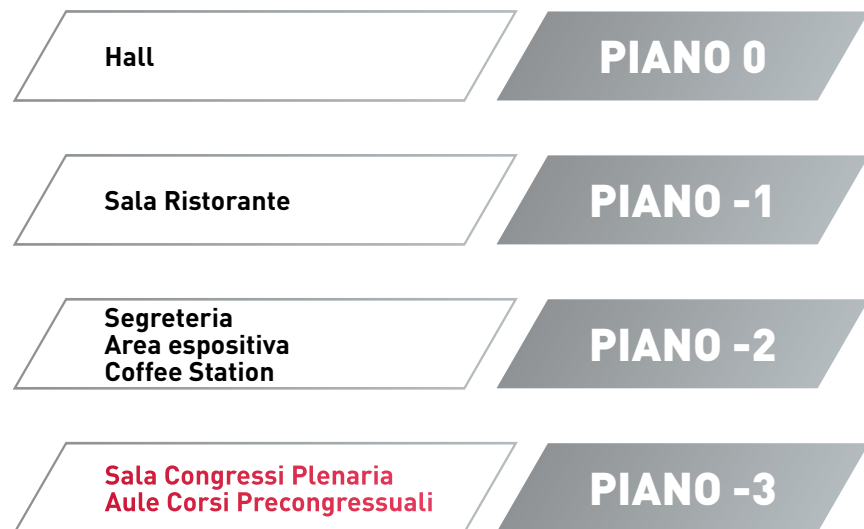 Hall
PIANO 0
Sala Ristorante
PIANO -1
Segreteria
Area espositiva
Coffee Station
PIANO -2
Sala Congressi Plenaria
Aule Corsi Precongressuali
PIANO -3